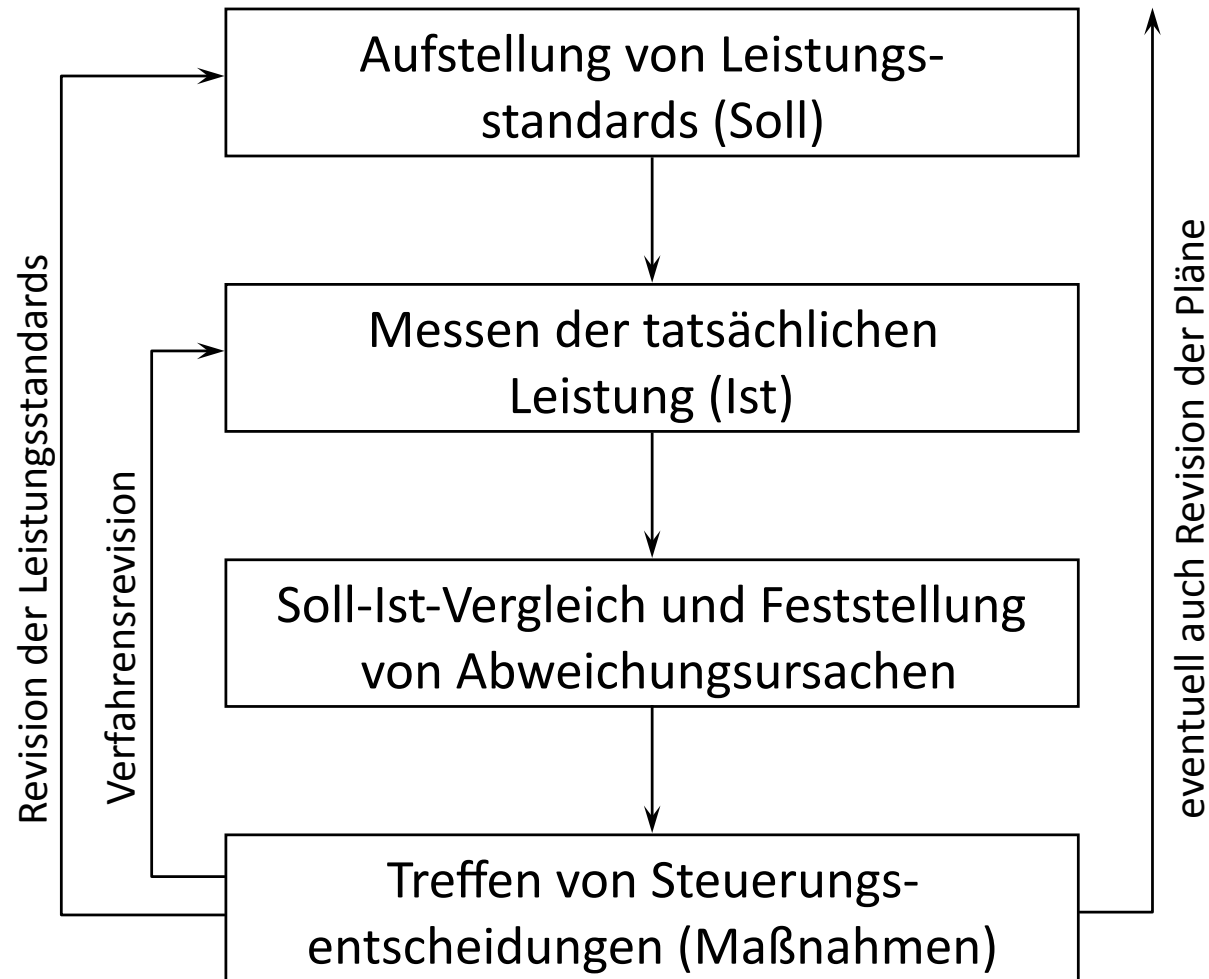 Aufstellung von Leistungs-
standards (Soll)
Messen der tatsächlichen
Leistung (Ist)
Soll-Ist-Vergleich und Feststellung
von Abweichungsursachen
Treffen von Steuerungs-
entscheidungen (Maßnahmen)
Revision der Leistungsstandards
Verfahrensrevision
eventuell auch Revision der Pläne